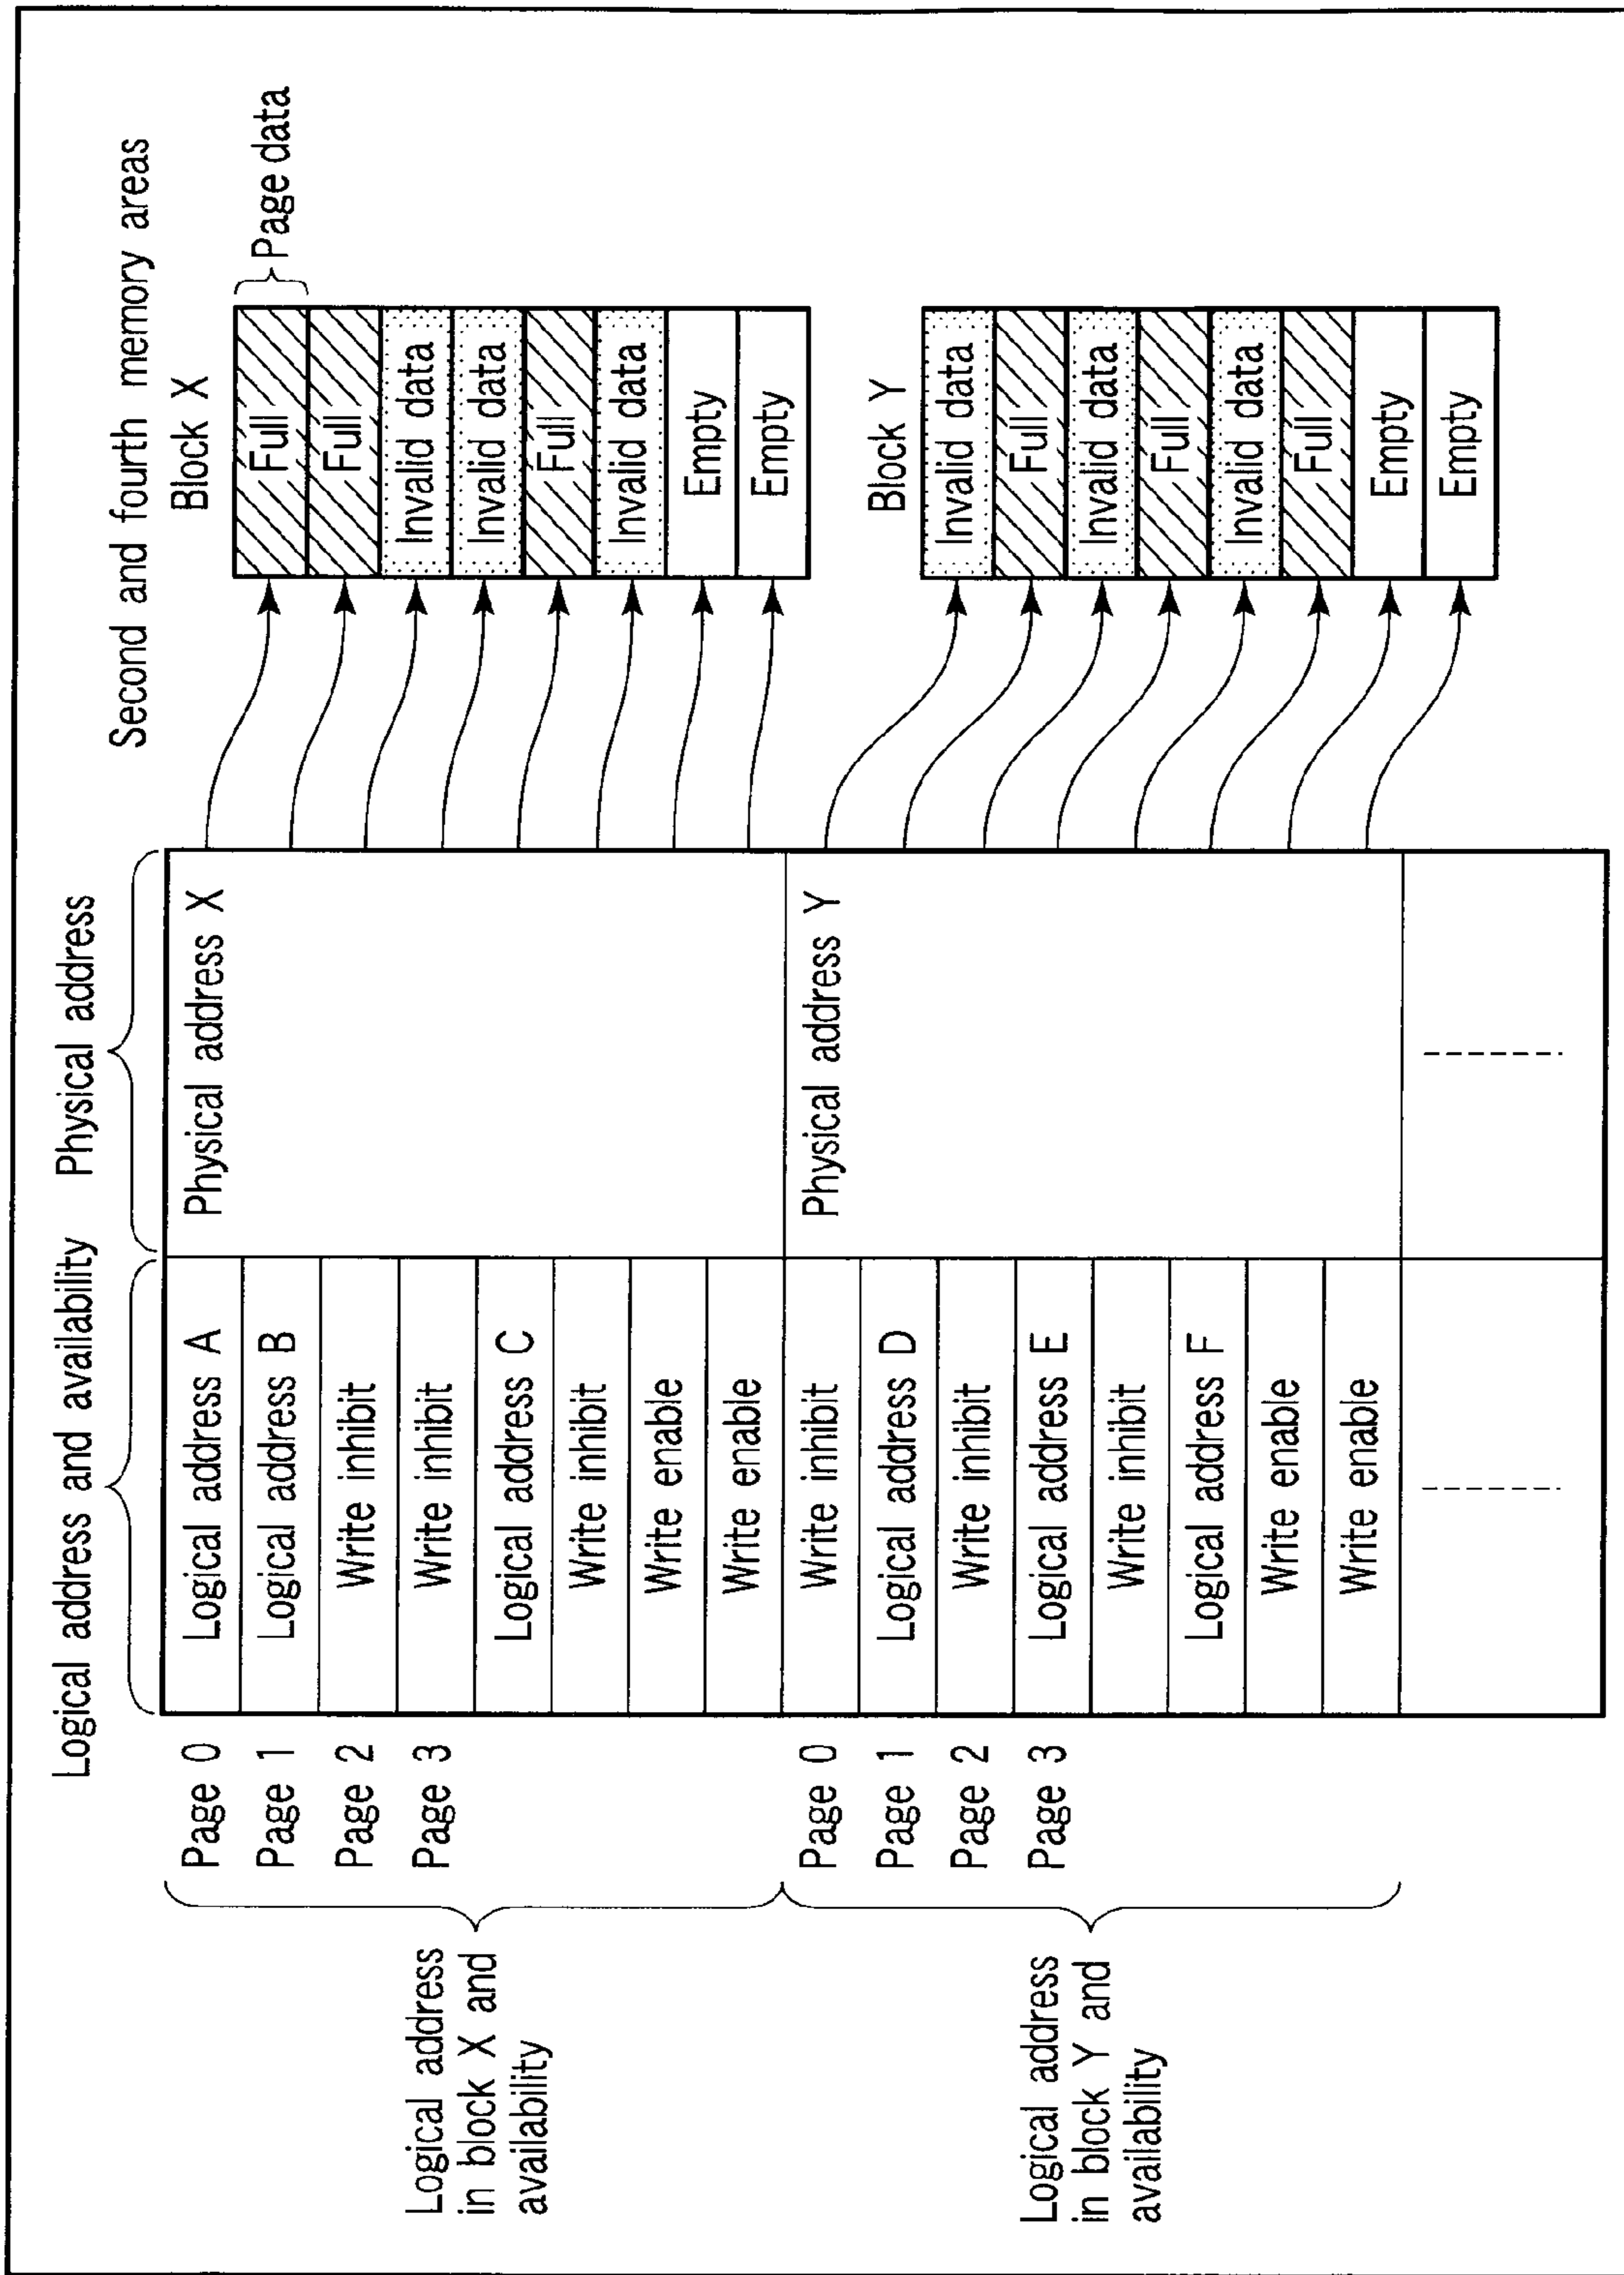 Logical address and availability
Physical address
Second and fourth memory areas
Block X
Page data
Logical address
in block X and
availability
Page 0
Page 1
Page 2
Page 3
Logical address A
Logical address B
Write inhibit
Write inhibit
Logical address C
Write inhibit
Write enable
Write enable
Physical address X
Full
Full
Invalid data
Invalid data
Full
Invalid data
Empty
Empty
Logical address
in block Y and
availability
Page 0
Page 1
Page 2
Page 3
Write inhibit
Logical address D
Write inhibit
Logical address E
Write inhibit
Logical address F
Write enable
Write enable
Physical address Y
Block Y
Invalid data
Full
Invalid data
Full
Invalid data
Full
Empty
Empty